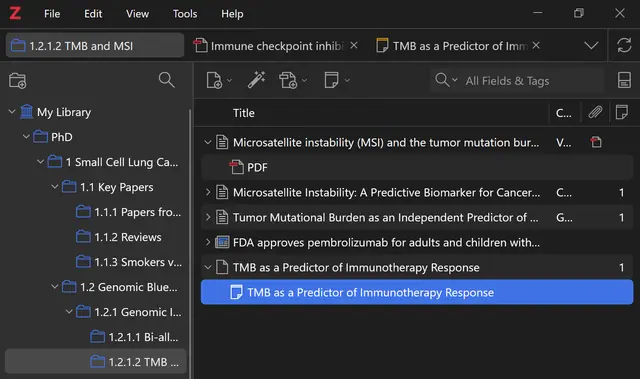 Z File Edit View Tools Help
1.2.1.2 TMB and MSI Immune checkpoint inhibi TMB as a Predictor of Imm
All Fields & Tags
Title C...
My Library
PhD
1 Small Cell Lung Ca...
1.1 Key Papers
1.1.1 Papers fro...
1.1.2 Reviews
1.1.3 Smokers v...
1.2 Genomic Blue...
1.2.1 Genomic I...
1.2.1.1 Bi-all...
1.2.1.2 TMB ...
Microsatellite instability (MSI) and the tumor mutation bur... V...
PDF
Microsatellite Instability: A Predictive Biomarker for Cancer... C... 1
Tumor Mutational Burden as an Independent Predictor of ... G... 1
FDA approves pembrolizumab for adults and children with...
TMB as a Predictor of Immunotherapy Response 1
TMB as a Predictor of Immunotherapy Response